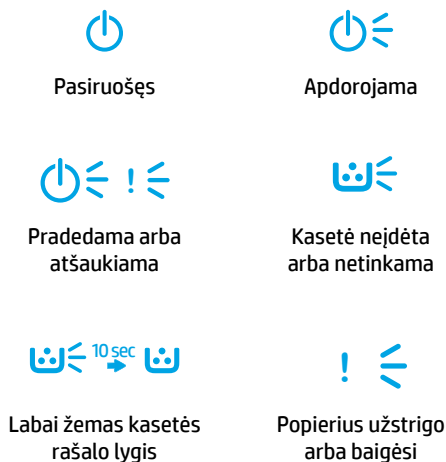 Pasiruošęs
Apdorojama
! 
Pradedama arba
atšaukiama
Kasetė neįdėta
arba netinkama
10 sec
Labai žemas kasetės
rašalo lygis
!
Popierius užstrigo
arba baigėsi